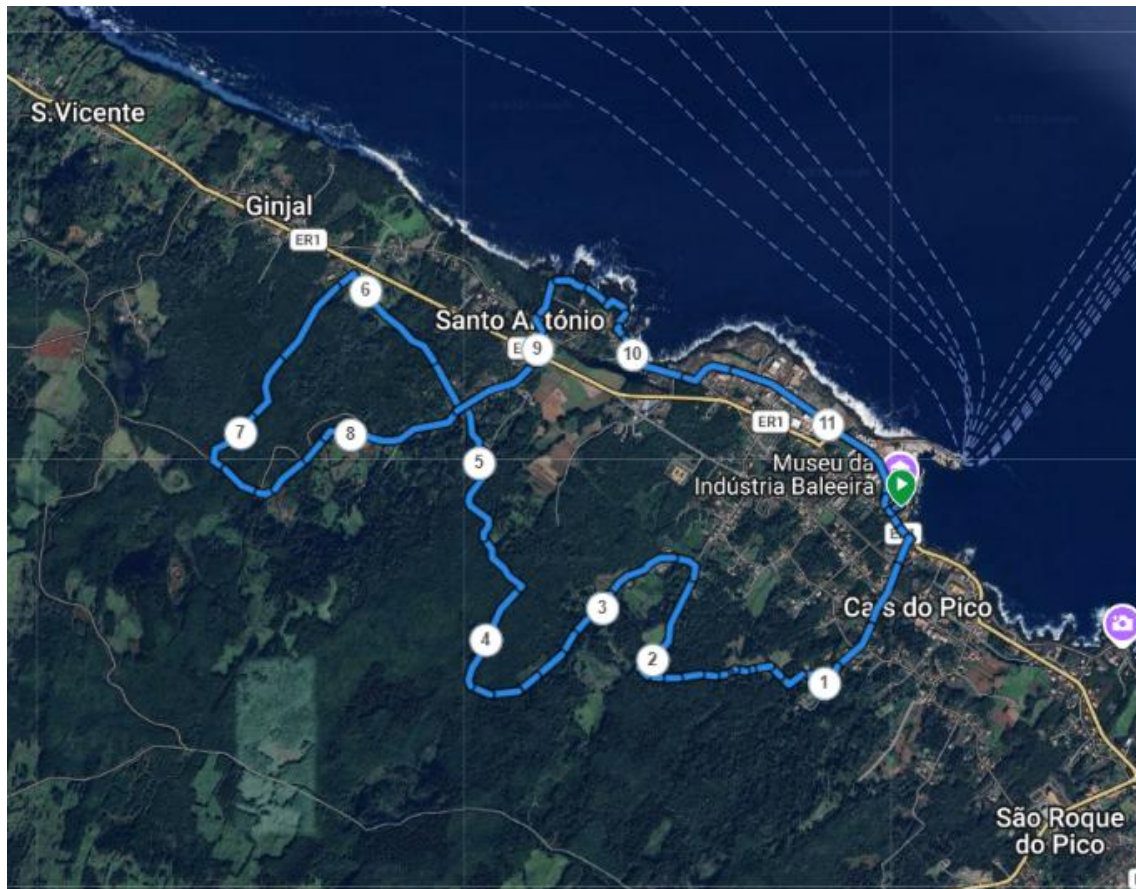 S.Vicente
Ginjal
ER1
6
Santo António
9
10
7
8
ER1
11
5
Museu da
Indústria Baleeira
3
Cais do Pico
4
2
1
São Roque
do Pico